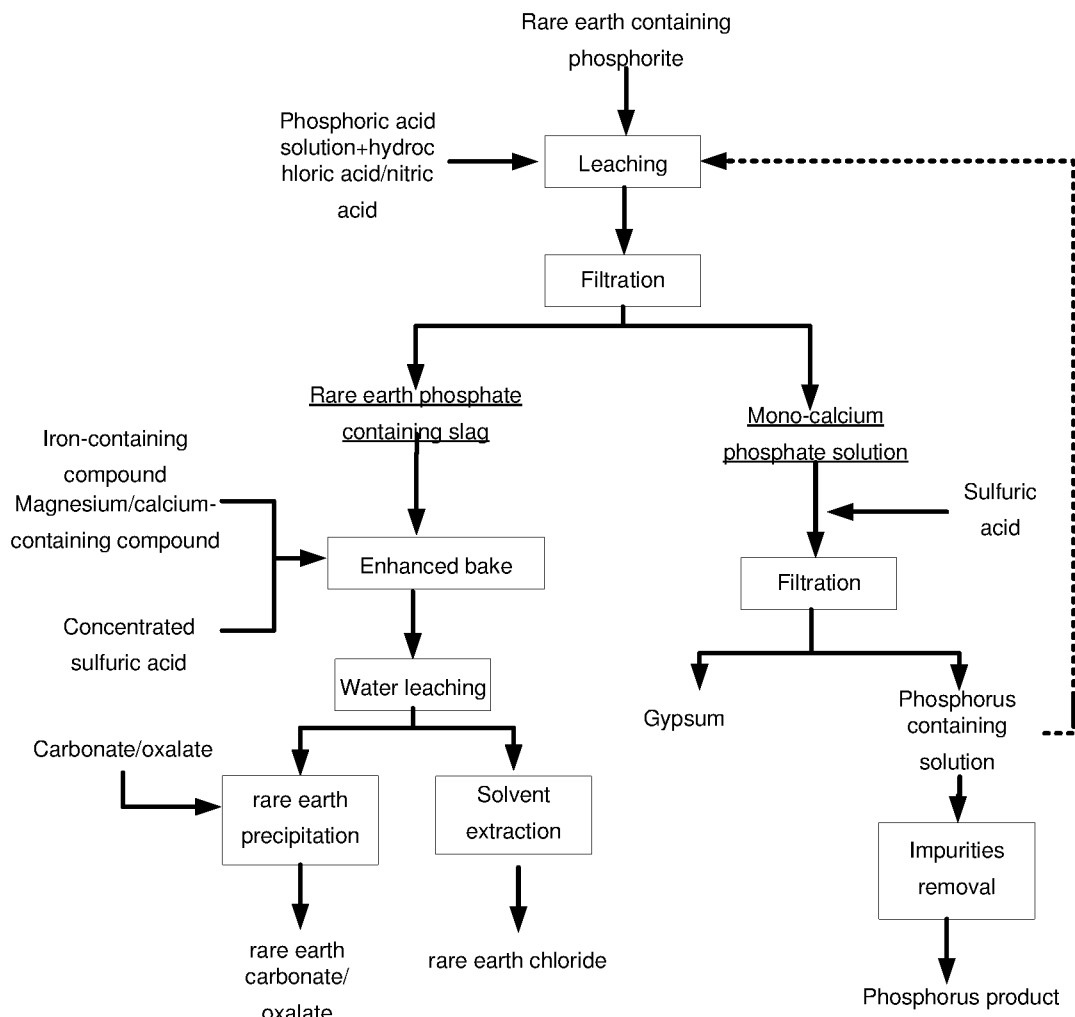 Rare earth containing
phosphorite
Phosphoric acid
solution+hydroc
hloric acid/nitric
acid
Leaching
Filtration
Rare earth phosphate
containing slag
Mono-calcium
phosphate solution
Iron-containing
compound
Magnesium/calcium-
containing compound
Sulfuric
acid
Enhanced bake
Filtration
Concentrated
sulfuric acid
Water leaching
Gypsum
Phosphorus
containing
solution
Carbonate/oxalate
rare earth
precipitation
Solvent
extraction
Impurities
removal
rare earth
carbonate/
oxalate
rare earth chloride
Phosphorus product